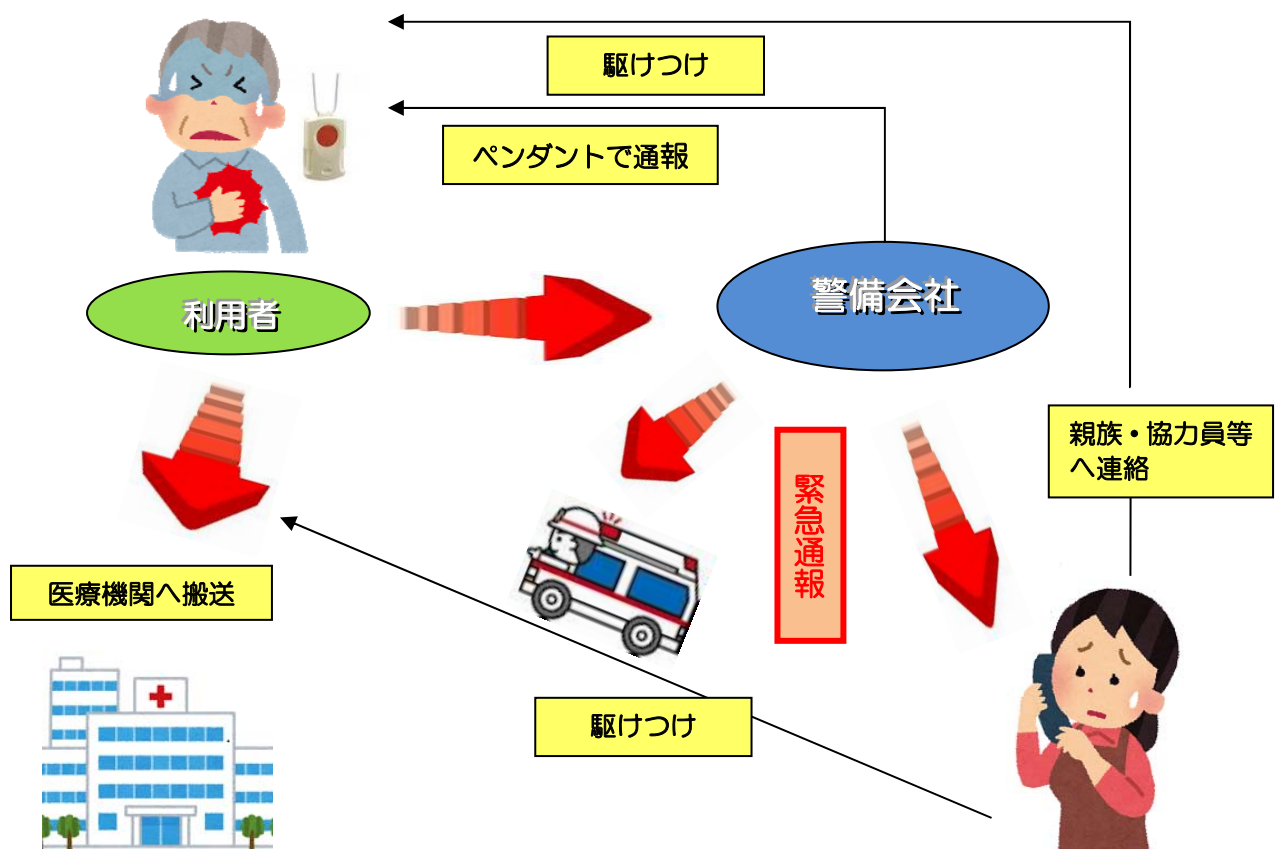 駆けつけ
ペンダントで通報
利用者
警備会社
親族・協力員等
へ連絡
緊急通報
医療機関へ搬送
駆けつけ